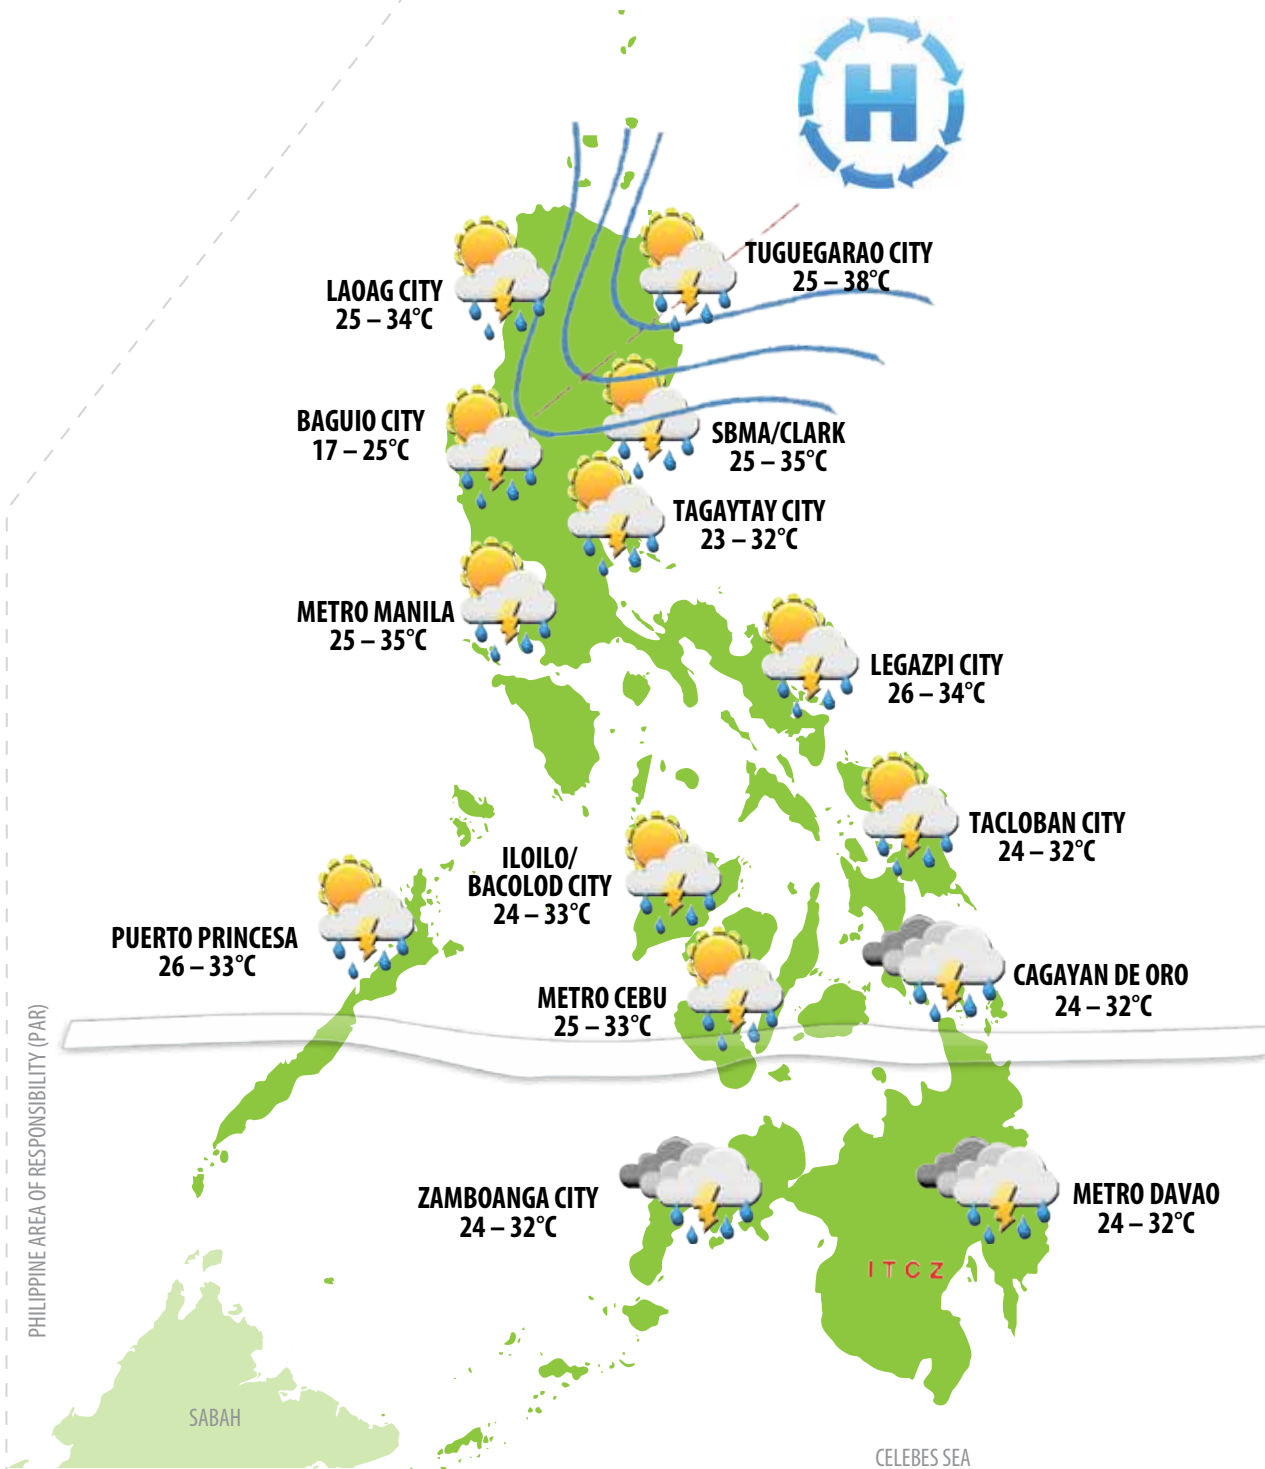 H
TUGUEGARAO CITY
25 – 38°C
LAOAG CITY
25 – 34°C
BAGUIO CITY
17 – 25°C
SBMA/CLARK
25 – 35°C
TAGAYTAY CITY
23 – 32°C
METRO MANILA
25 – 35°C
LEGAZPI CITY
26 – 34°C
TACLOBAN CITY
24 – 32°C
ILOILO/
BACOLOD CITY
24 – 33°C
PUERTO PRINCESA
26 – 33°C
CAGAYAN DE ORO
24 – 32°C
METRO CEBU
25 – 33°C
PHILIPPINE AREA OF RESPONSIBILITY (PAR)
ZAMBOANGA CITY
24 – 32°C
METRO DAVAO
24 – 32°C
ITCZ
SABAH
CELEBES SEA